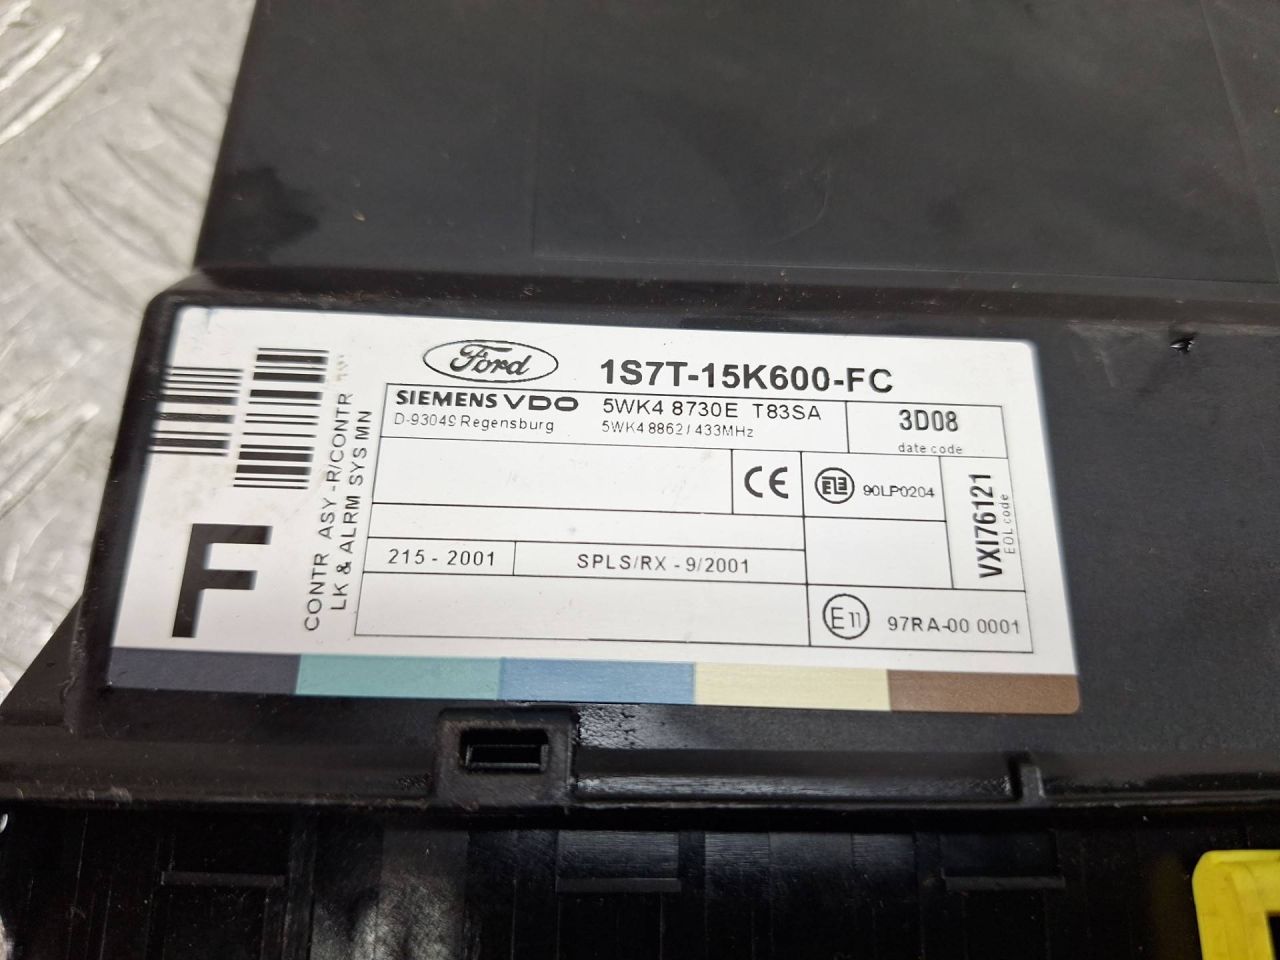 Ford
1S7T-15K600-FC
SIEMENS VDO
D-93049 Regensburg
5WK4 8730E T83SA
5WK4 8862 / 433MHz
3D08
date code
CE
90LP0204
VXI76121
EOL code
215 - 2001
SPLS/RX - 9/2001
E11
97RA-00 0001
F
CONTR ASY -R/CONTR
LK & ALRM SYS MN